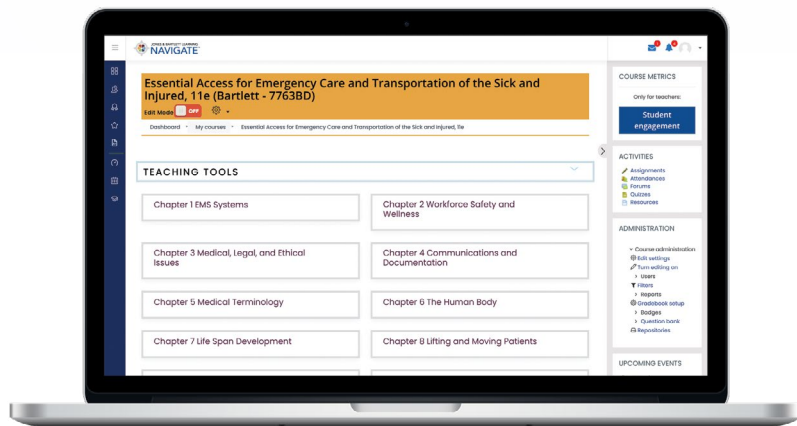 JONES & BARTLETT LEARNING
NAVIGATE
Essential Access for Emergency Care and Transportation of the Sick and
Injured, 11e (Bartlett - 7763BD)
Edit Mode OFF
Dashboard
My courses
Essential Access for Emergency Care and Transportation of the Sick and Injured, 11e
TEACHING TOOLS
Chapter 1 EMS Systems
Chapter 2 Workforce Safety and
Wellness
Chapter 3 Medical, Legal, and Ethical
Issues
Chapter 4 Communications and
Documentation
Chapter 5 Medical Terminology
Chapter 6 The Human Body
Chapter 7 Life Span Development
Chapter 8 Lifting and Moving Patients
COURSE METRICS
Only for teachers:
Student
engagement
ACTIVITIES
Assignments
Attendances
Forums
Quizzes
Resources
ADMINISTRATION
Course administration
Edit settings
Turn editing on
Users
Filters
Reports
Gradebook setup
Badges
Question bank
Repositories
UPCOMING EVENTS